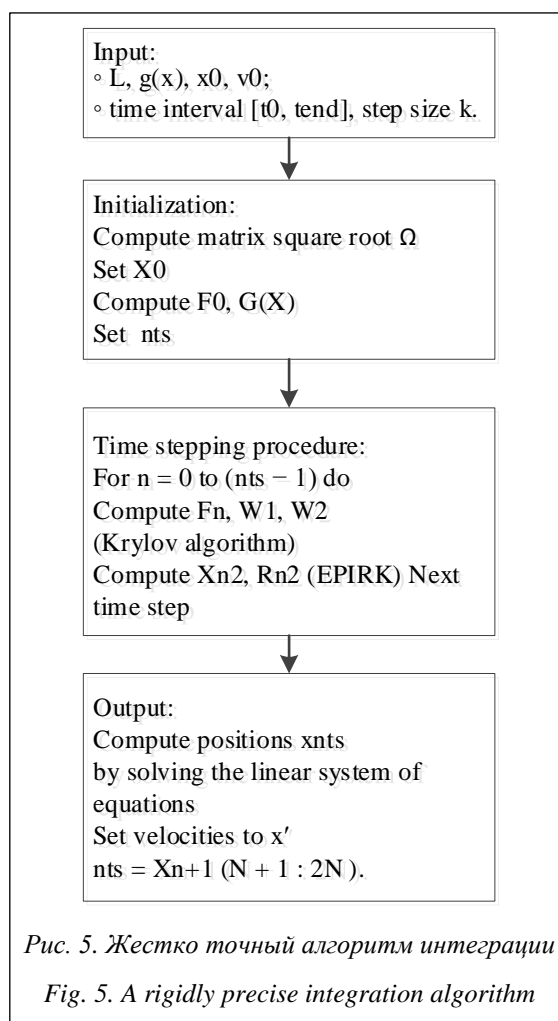 Input:
◦ L, g(x), x0, v0;
◦ time interval [t0, tend], step size k.
Initialization:
Compute matrix square root Ω
Set X0
Compute F0, G(X)
Set nts
Time stepping procedure:
For n = 0 to (nts − 1) do
Compute Fn, W1, W2
(Krylov algorithm)
Compute Xn2, Rn2 (EPIRK) Next
time step
Output:
Compute positions xnts
by solving the linear system of
equations
Set velocities to x′
nts = Xn+1 (N + 1 : 2N ).
Рис. 5. Жестко точный алгоритм интеграции
Fig. 5. A rigidly precise integration algorithm